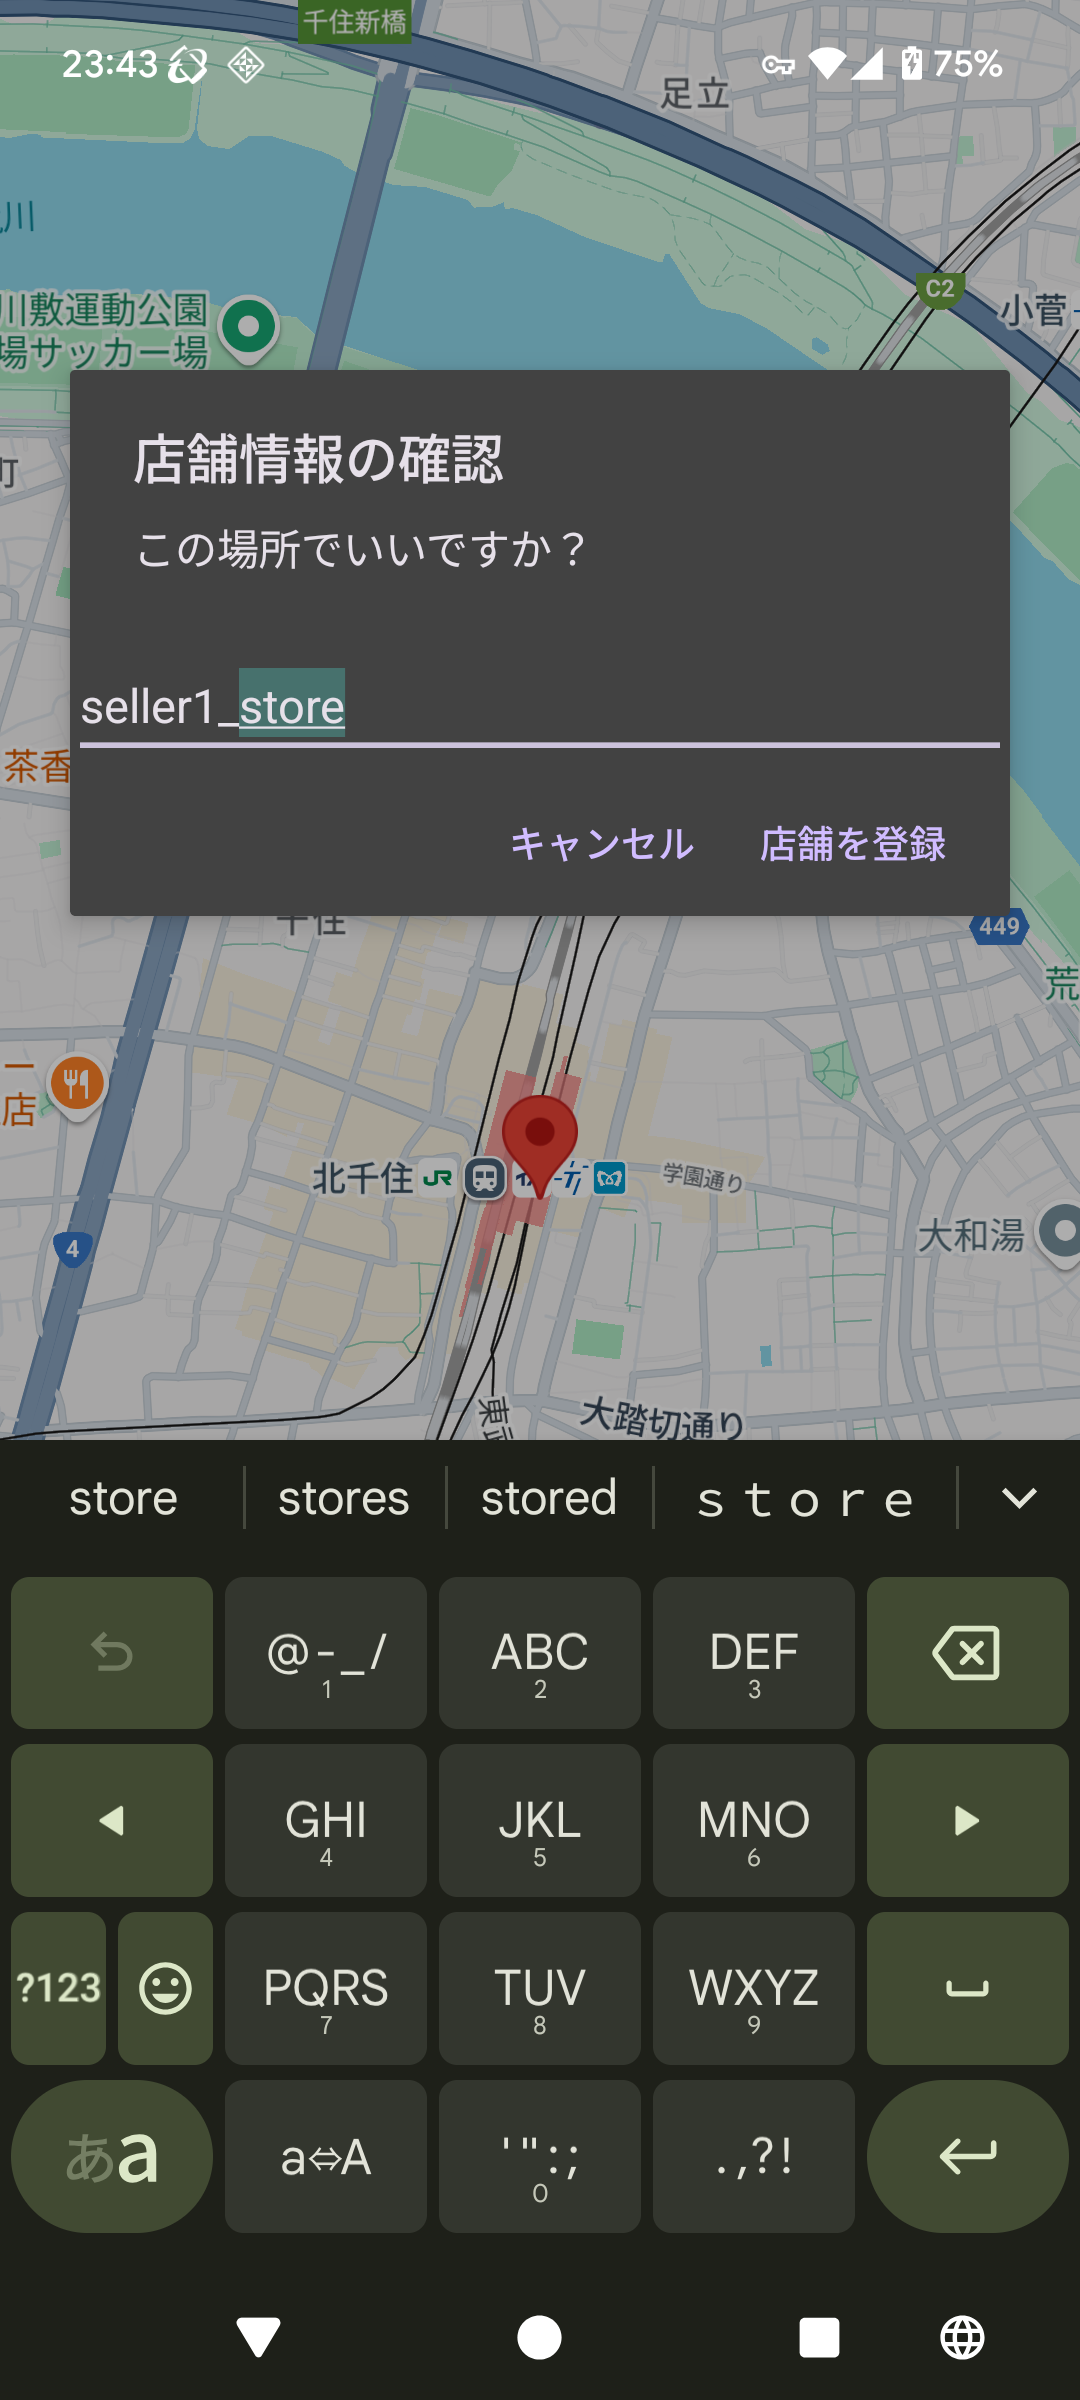 千住新橋
23:43
75%
足立
川
C2
小菅
川敷運動公園
場サッカー場
町
店舗情報の確認
この場所でいいですか？
seller1_store
茶香
キャンセル 店舗を登録
千住
449
荒
店
北千住 JR
学園通り
大和湯
4
東武
大踏切通り
store stores stored ｓｔｏｒｅ
@-_/ ABC DEF
1 2 3
GHI JKL MNO
4 5 6
?123 PQRS TUV WXYZ
7 8 9
あa a⇔A '":; .,?!
0